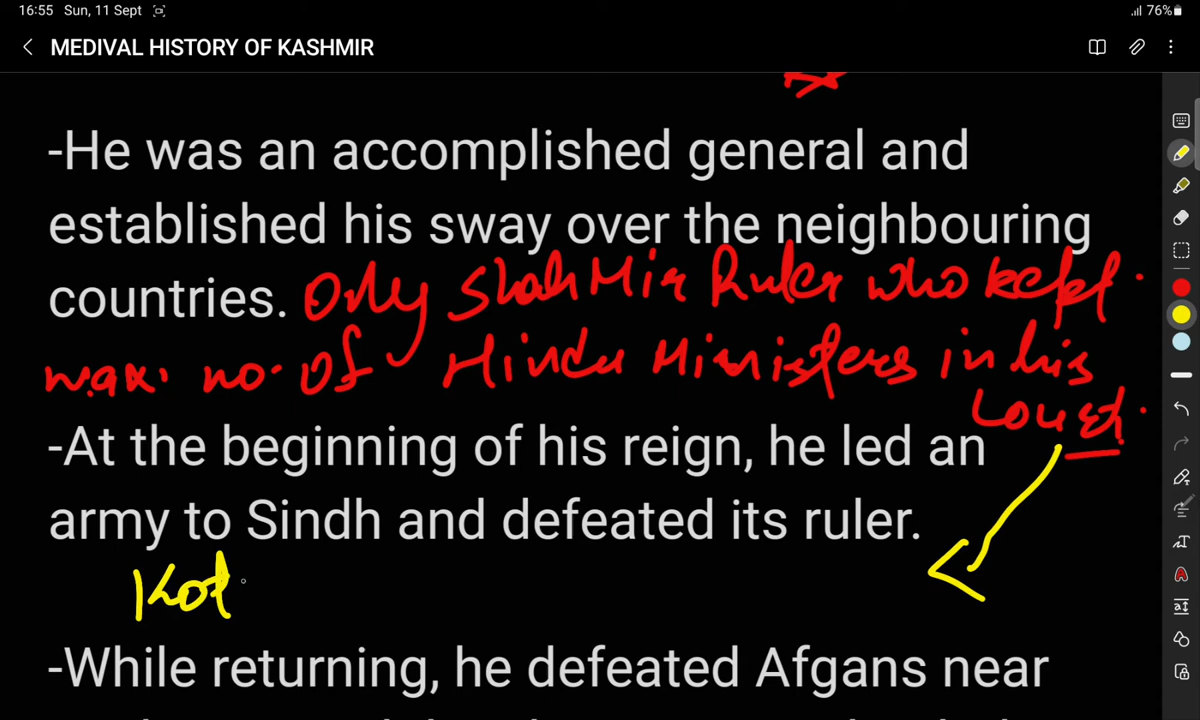 16:55 Sun, 11 Sept 76%
MEDIVAL HISTORY OF KASHMIR
-He was an accomplished general and
established his sway over the neighbouring
countries. Only Shah Mir Ruler who kept
max. no. of Hindu Ministers in his
Court.
-At the beginning of his reign, he led an
army to Sindh and defeated its ruler.
Kot
-While returning, he defeated Afgans near